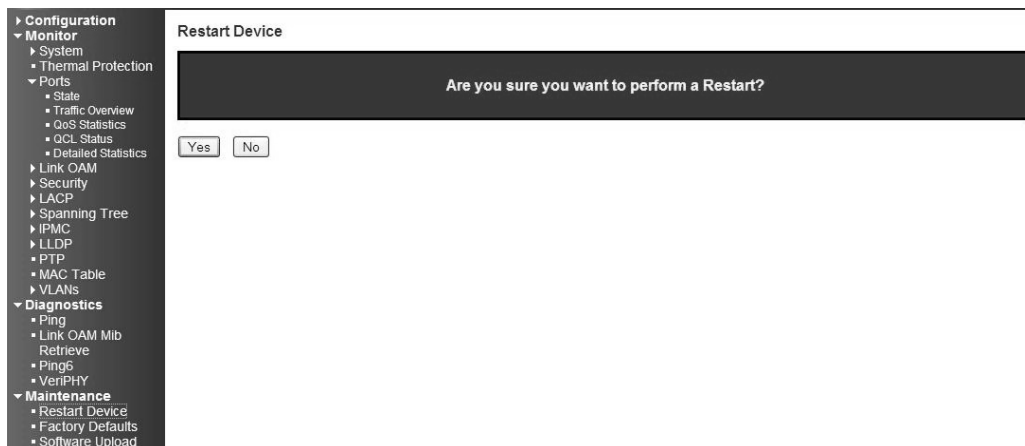 Configuration
Monitor
System
Thermal Protection
Ports
State
Traffic Overview
QoS Statistics
QCL Status
Detailed Statistics
Link OAM
Security
LACP
Spanning Tree
IPMC
LLDP
PTP
MAC Table
VLANs
Diagnostics
Ping
Link OAM Mib
Retrieve
Ping6
VeriPHY
Maintenance
Restart Device
Factory Defaults
Software Upload
Restart Device
Are you sure you want to perform a Restart?
Yes No